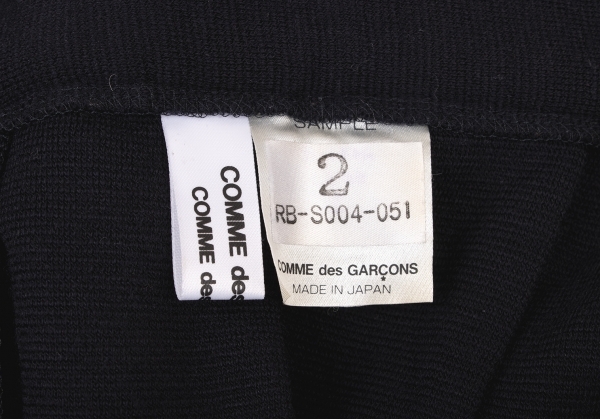 COMME des
COMME des
SAMPLE
2
RB-S004-051
COMME des GARÇONS
MADE IN JAPAN